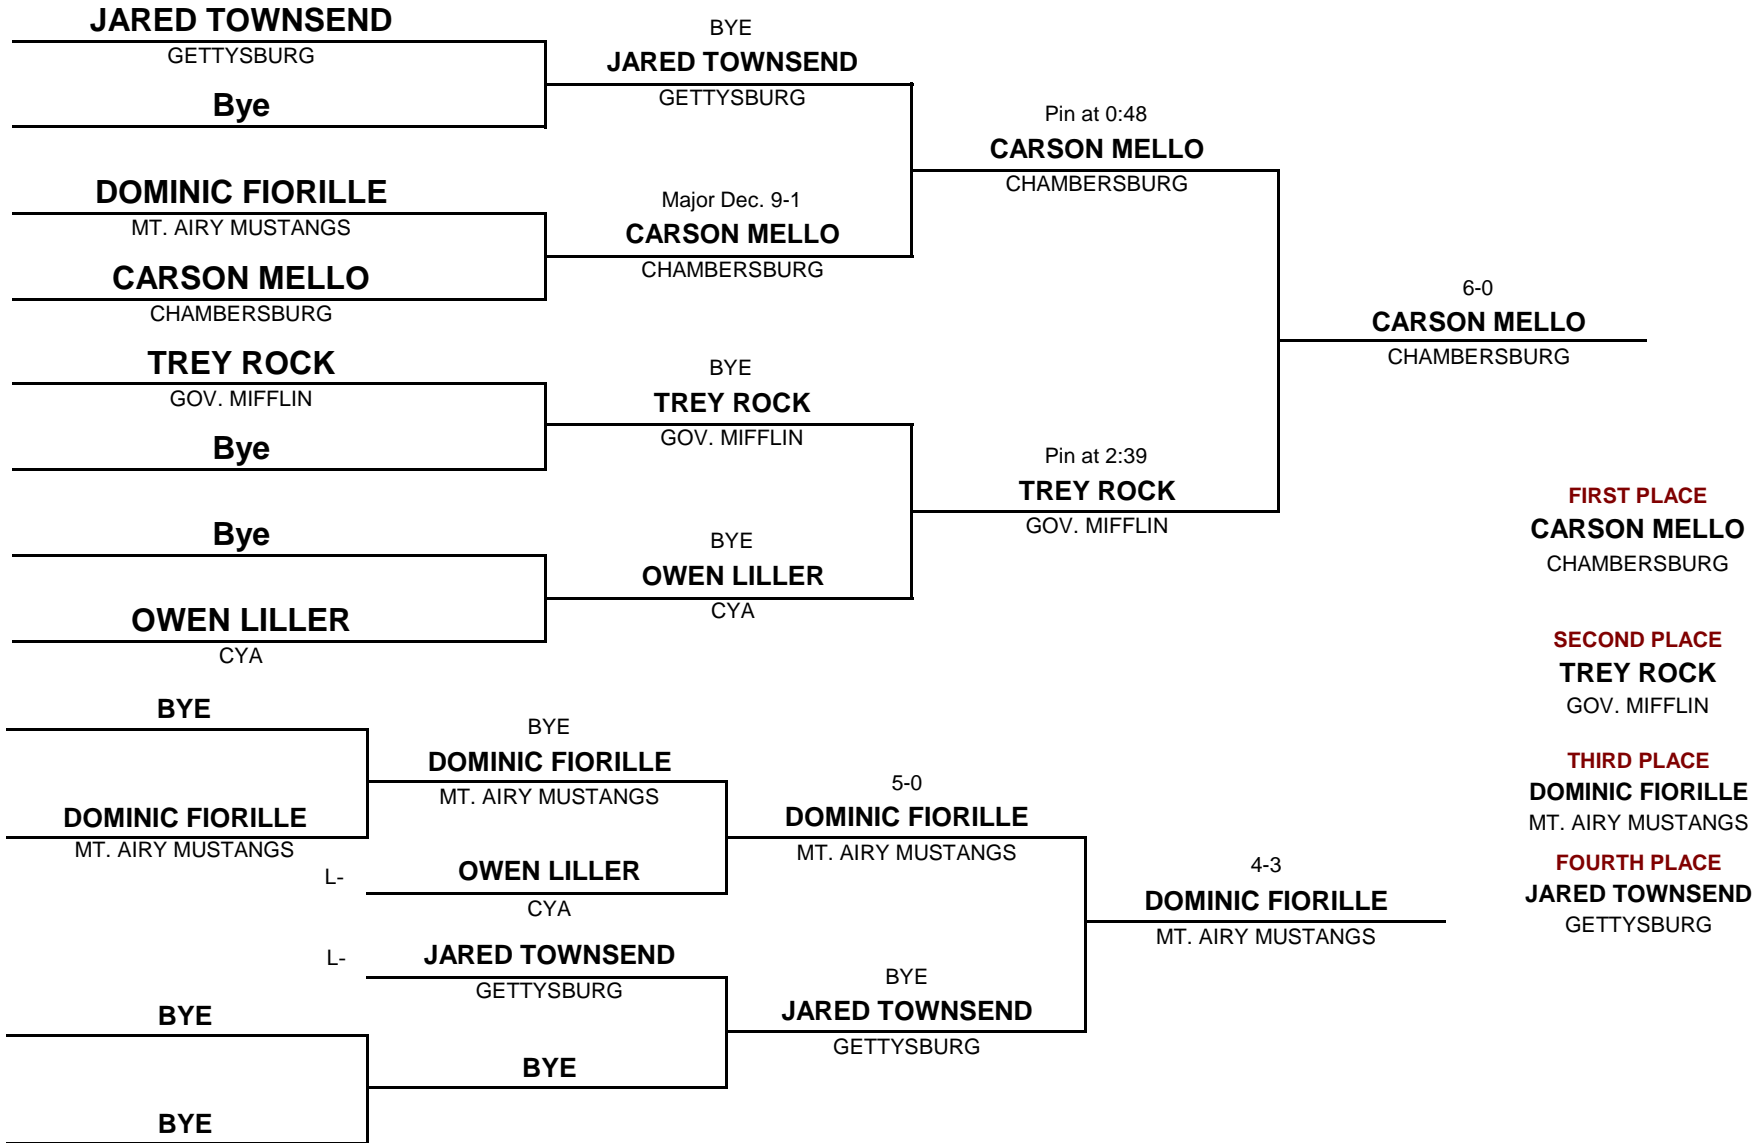 JARED TOWNSEND
GETTYSBURG
Bye
DOMINIC FIORILLE
MT. AIRY MUSTANGS
CARSON MELLO
CHAMBERSBURG
TREY ROCK
GOV. MIFFLIN
Bye
Bye
OWEN LILLER
CYA
BYE
JARED TOWNSEND
GETTYSBURG
Major Dec. 9-1
CARSON MELLO
CHAMBERSBURG
BYE
TREY ROCK
GOV. MIFFLIN
BYE
OWEN LILLER
CYA
Pin at 0:48
CARSON MELLO
CHAMBERSBURG
Pin at 2:39
TREY ROCK
GOV. MIFFLIN
6-0
CARSON MELLO
CHAMBERSBURG
BYE
DOMINIC FIORILLE
MT. AIRY MUSTANGS
BYE
BYE
BYE
DOMINIC FIORILLE
MT. AIRY MUSTANGS
L-
OWEN LILLER
CYA
L-
JARED TOWNSEND
GETTYSBURG
BYE
5-0
DOMINIC FIORILLE
MT. AIRY MUSTANGS
BYE
JARED TOWNSEND
GETTYSBURG
4-3
DOMINIC FIORILLE
MT. AIRY MUSTANGS
FIRST PLACE
CARSON MELLO
CHAMBERSBURG
SECOND PLACE
TREY ROCK
GOV. MIFFLIN
THIRD PLACE
DOMINIC FIORILLE
MT. AIRY MUSTANGS
FOURTH PLACE
JARED TOWNSEND
GETTYSBURG